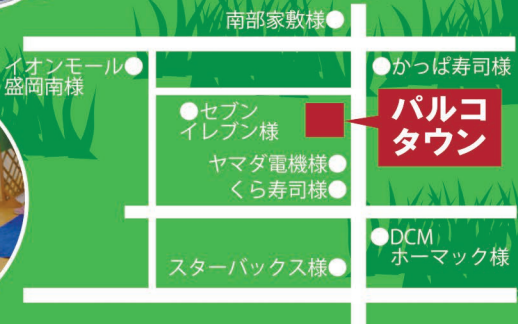 南部家敷様
イオンモール
盛岡南様
かっぱ寿司様
セブン
イレブン様
パルコ
タウン
ヤマダ電機様
くら寿司様
DCM
ホーマック様
スターバックス様